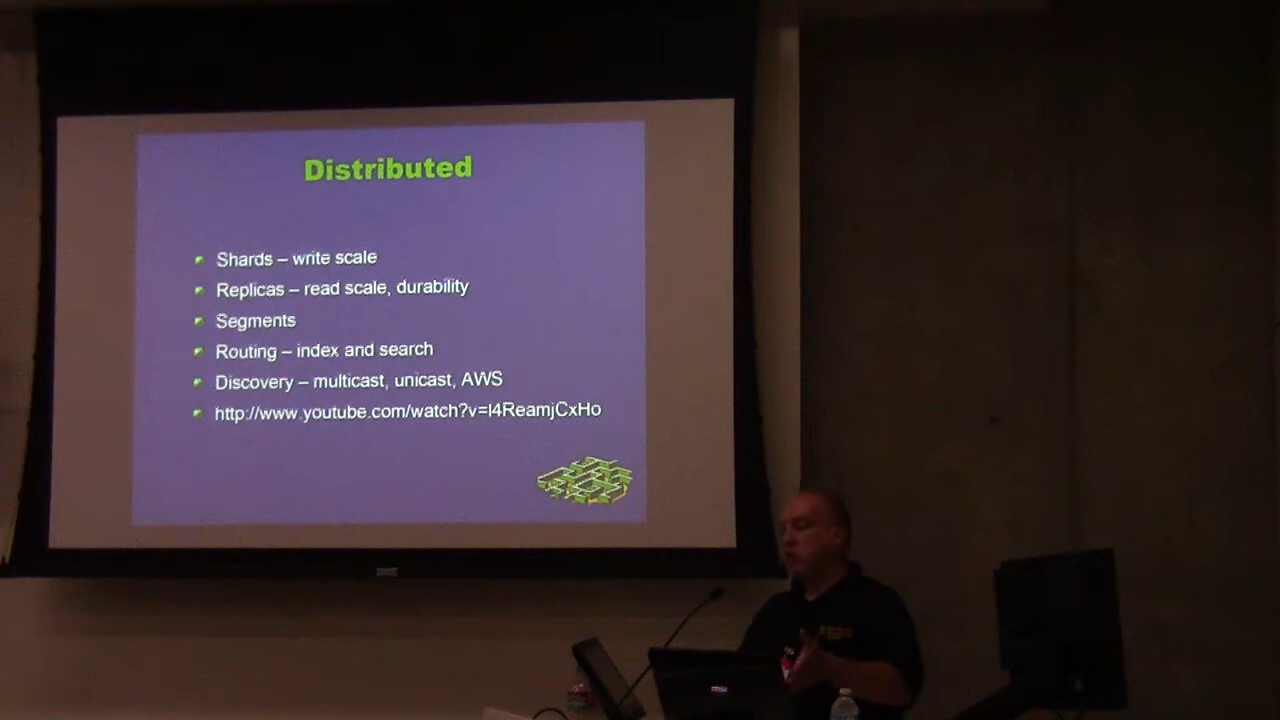 Distributed
Shards – write scale
Replicas – read scale, durability
Segments
Routing – index and search
Discovery – multicast, unicast, AWS
http://www.youtube.com/watch?v=l4ReamjCxHo
msi